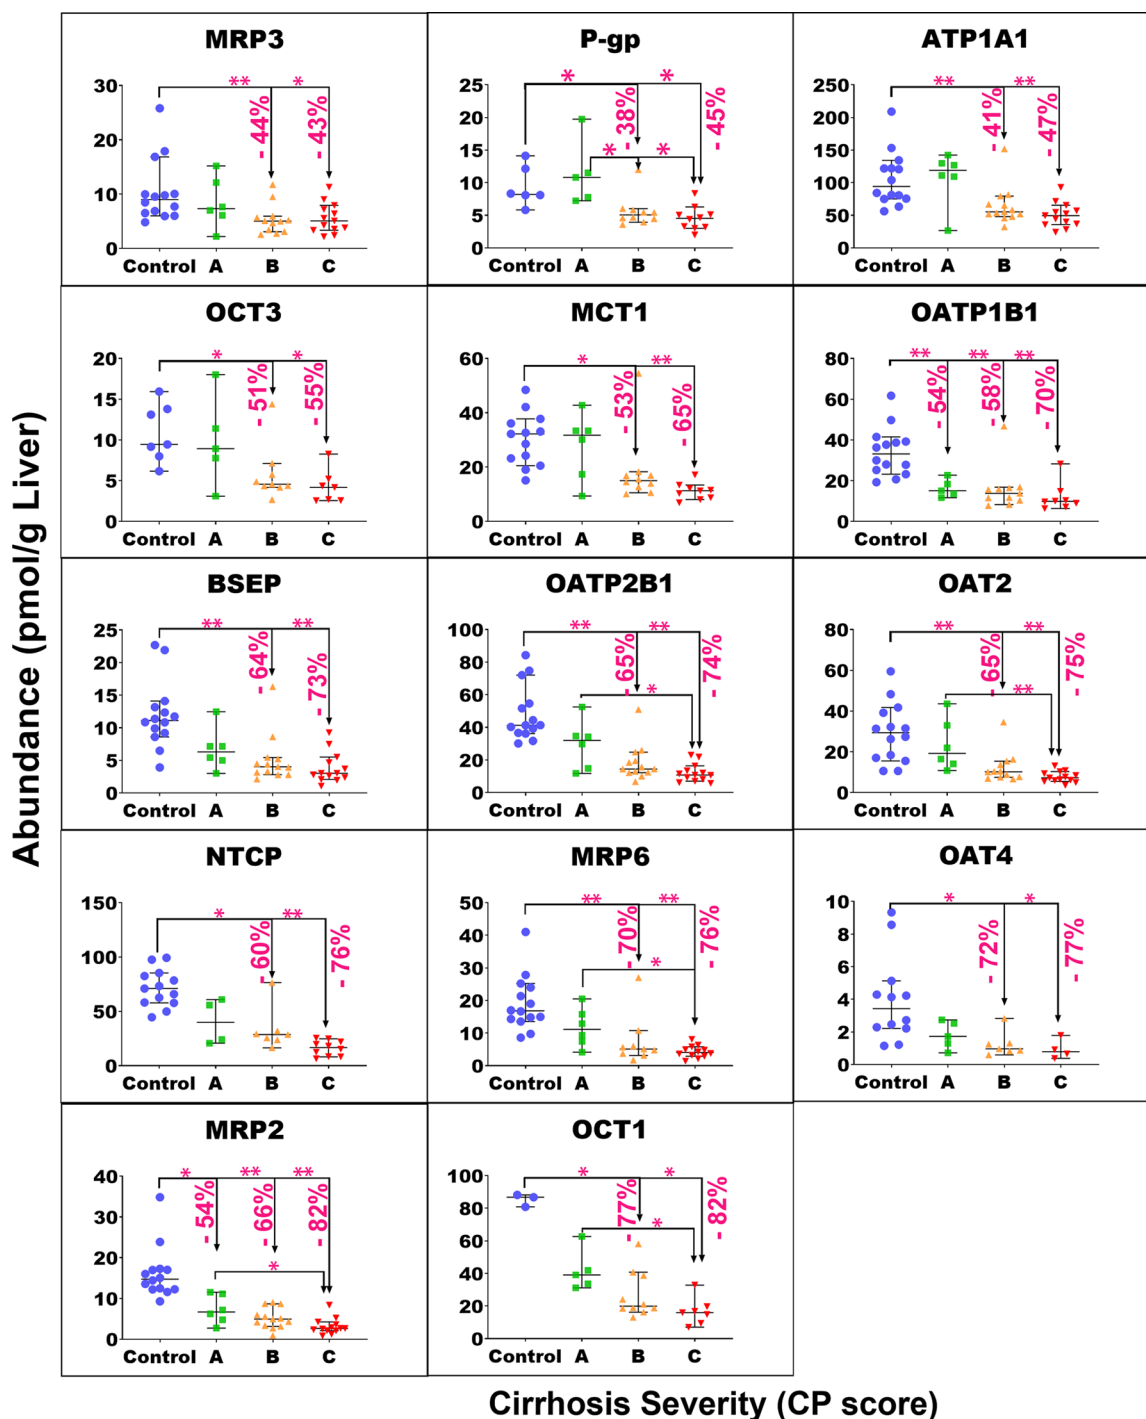 Abundance (pmol/g Liver)
MRP3
** *
- 44% - 43%
30
20
10
0
Control A B C
P-gp
* *
- 38% - 45%
* *
25
20
15
10
5
0
Control A B C
ATP1A1
** **
- 41% - 47%
250
200
150
100
50
0
Control A B C
OCT3
* *
- 51% - 55%
20
15
10
5
0
Control A B C
MCT1
* **
- 53% - 65%
60
40
20
0
Control A B C
OATP1B1
** ** **
- 54% - 58% - 70%
80
60
40
20
0
Control A B C
BSEP
** **
- 64% - 73%
25
20
15
10
5
0
Control A B C
OATP2B1
** **
- 65% - 74%
*
100
80
60
40
20
0
Control A B C
OAT2
** **
- 65% - 75%
**
80
60
40
20
0
Control A B C
NTCP
* **
- 60% - 76%
150
100
50
0
Control A B C
MRP6
** **
- 70% - 76%
*
50
40
30
20
10
0
Control A B C
OAT4
* *
- 72% - 77%
10
8
6
4
2
0
Control A B C
MRP2
* ** **
- 54% - 66% - 82%
*
40
30
20
10
0
Control A B C
OCT1
* *
- 77% - 82%
*
100
80
60
40
20
0
Control A B C
Cirrhosis Severity (CP score)